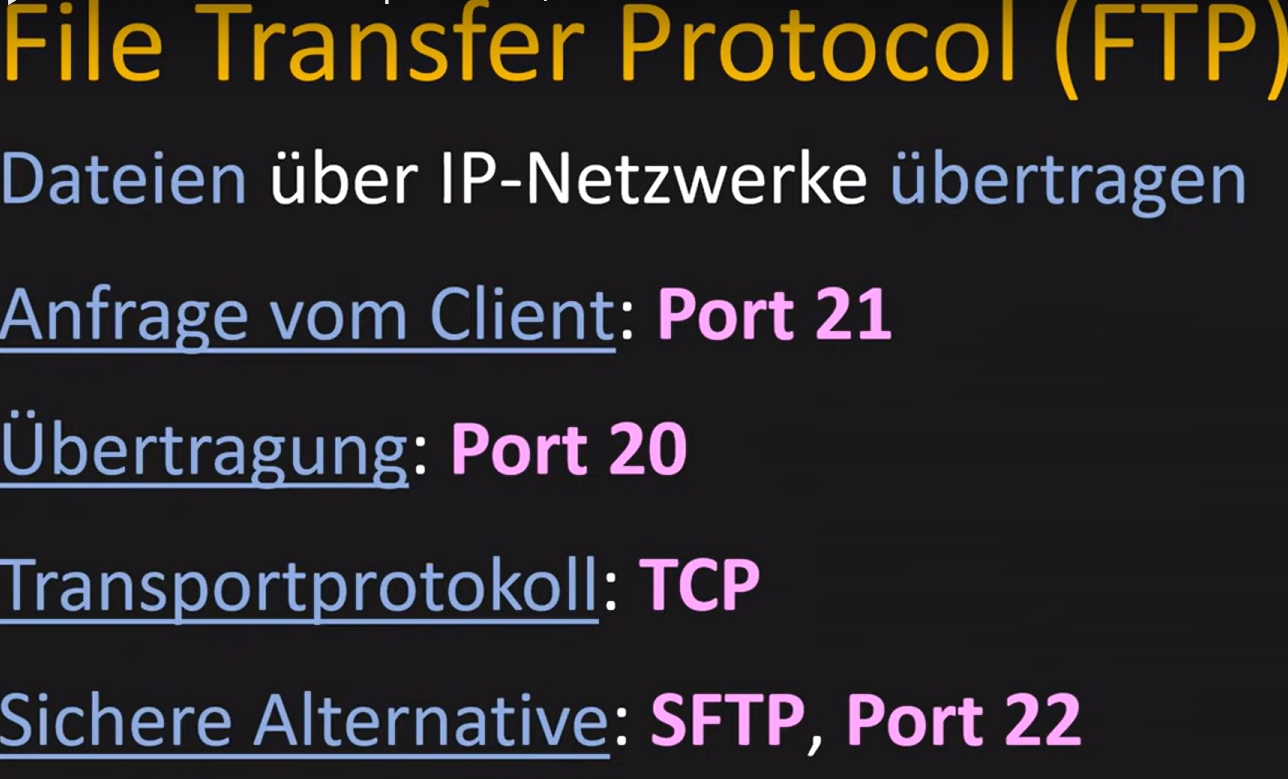 File Transfer Protocol (FTP)
Dateien über IP-Netzwerke übertragen
Anfrage vom Client: Port 21
Übertragung: Port 20
Transportprotokoll: TCP
Sichere Alternative: SFTP, Port 22